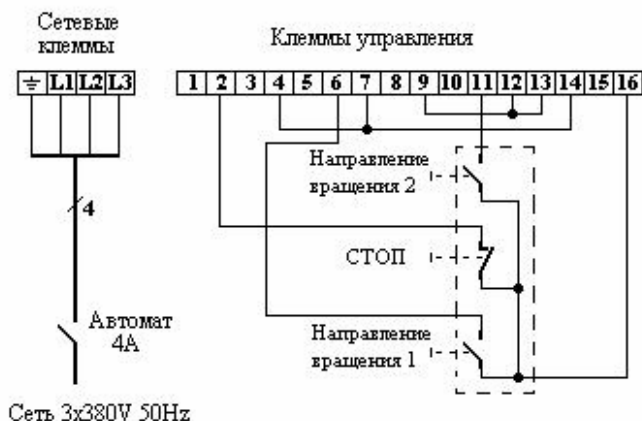 Сетевые
клеммы
Клеммы управления
L1 L2 L3
1 2 3 4 5 6 7 8 9 10 11 12 13 14 15 16
Направление
вращения 2
4
СТОП
Автомат
4А
Направление
вращения 1
Сеть 3x380V 50Hz